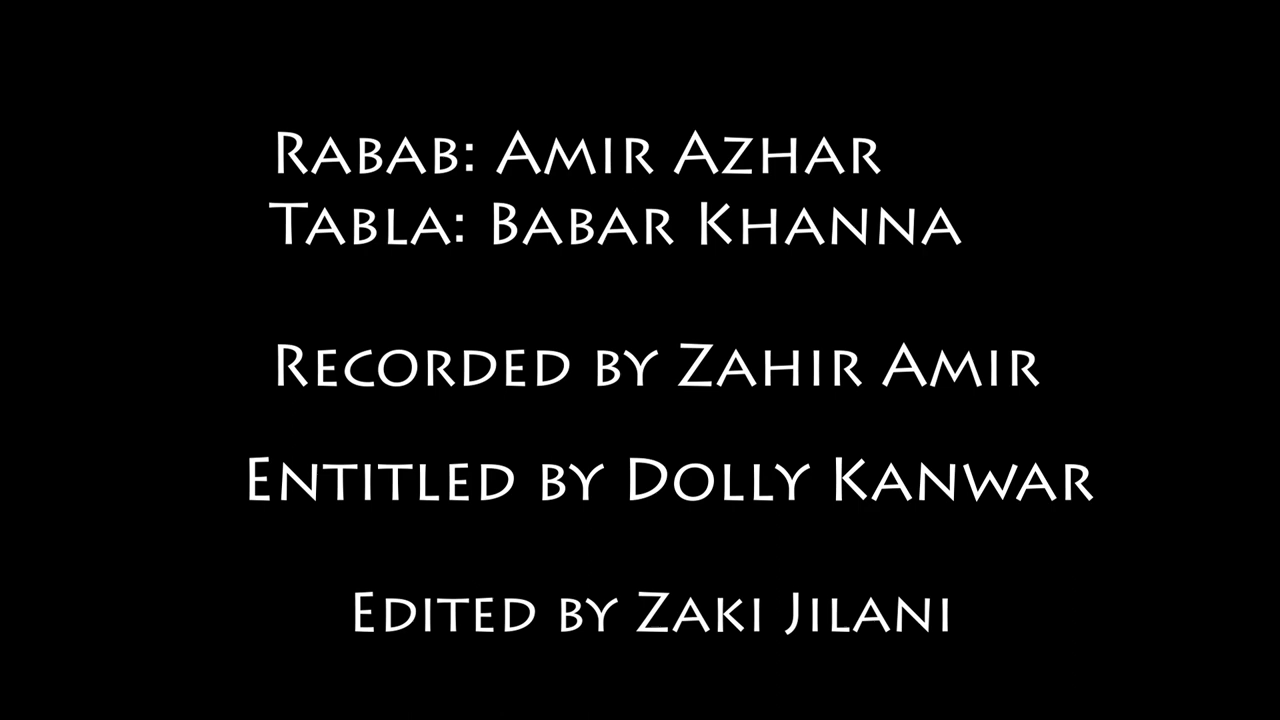 Rabab: Amir Azhar
Tabla: Babar Khanna
Recorded by Zahir Amir
Entitled by Dolly Kanwar
Edited by Zaki Jilani